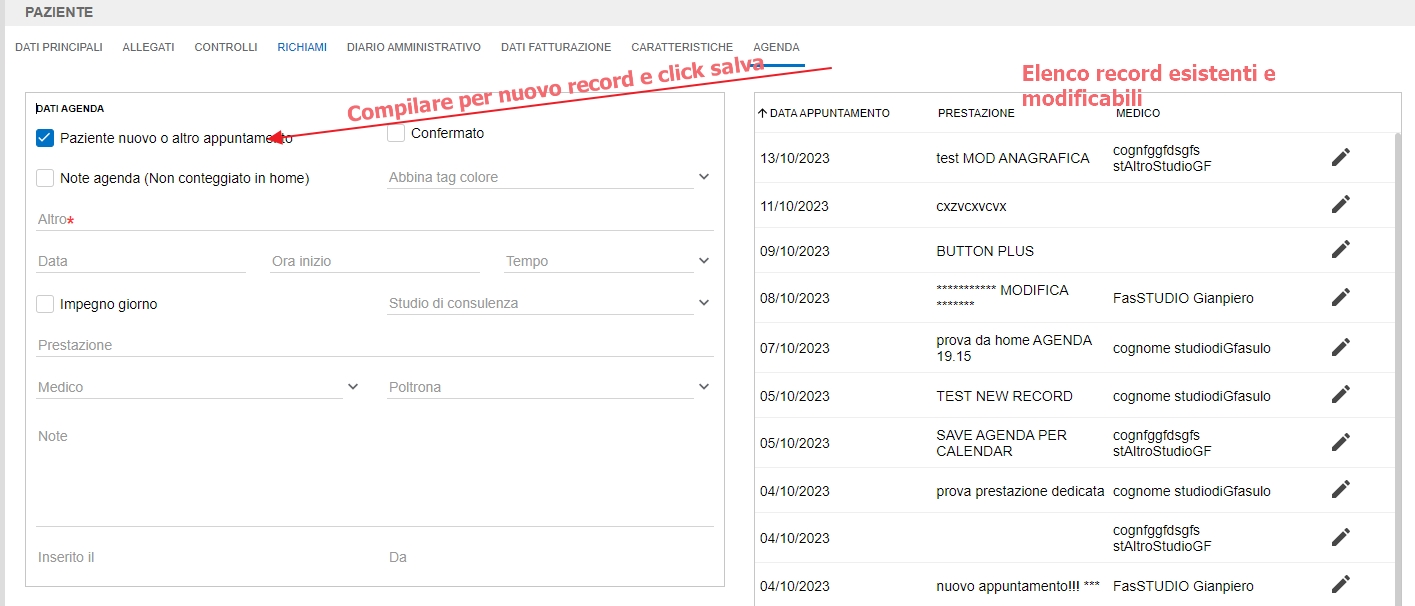 PAZIENTE
DATI PRINCIPALI ALLEGATI CONTROLLI RICHIAMI DIARIO AMMINISTRATIVO DATI FATTURAZIONE CARATTERISTICHE AGENDA
Compilare per nuovo record e click salva
DATI AGENDA
Paziente nuovo o altro appuntamento Confermato
Note agenda (Non conteggiato in home) Abbina tag colore
Altro*
Data Ora inizio Tempo
Impegno giorno Studio di consulenza
Prestazione
Medico Poltrona
Note
Inserito il Da
Elenco record esistenti e
modificabili
DATA APPUNTAMENTO PRESTAZIONE MEDICO
13/10/2023 test MOD ANAGRAFICA cognfggfdsgfs
stAltroStudioGF
11/10/2023 cxzvcxvcvx
09/10/2023 BUTTON PLUS
08/10/2023 *********** MODIFICA
******* FasSTUDIO Gianpiero
07/10/2023 prova da home AGENDA
19.15 cognome studiodiGfasulo
05/10/2023 TEST NEW RECORD cognome studiodiGfasulo
05/10/2023 SAVE AGENDA PER
CALENDAR cognfggfdsgfs
stAltroStudioGF
04/10/2023 prova prestazione dedicata cognome studiodiGfasulo
04/10/2023 cognfggfdsgfs
stAltroStudioGF
04/10/2023 nuovo appuntamento!!! *** FasSTUDIO Gianpiero